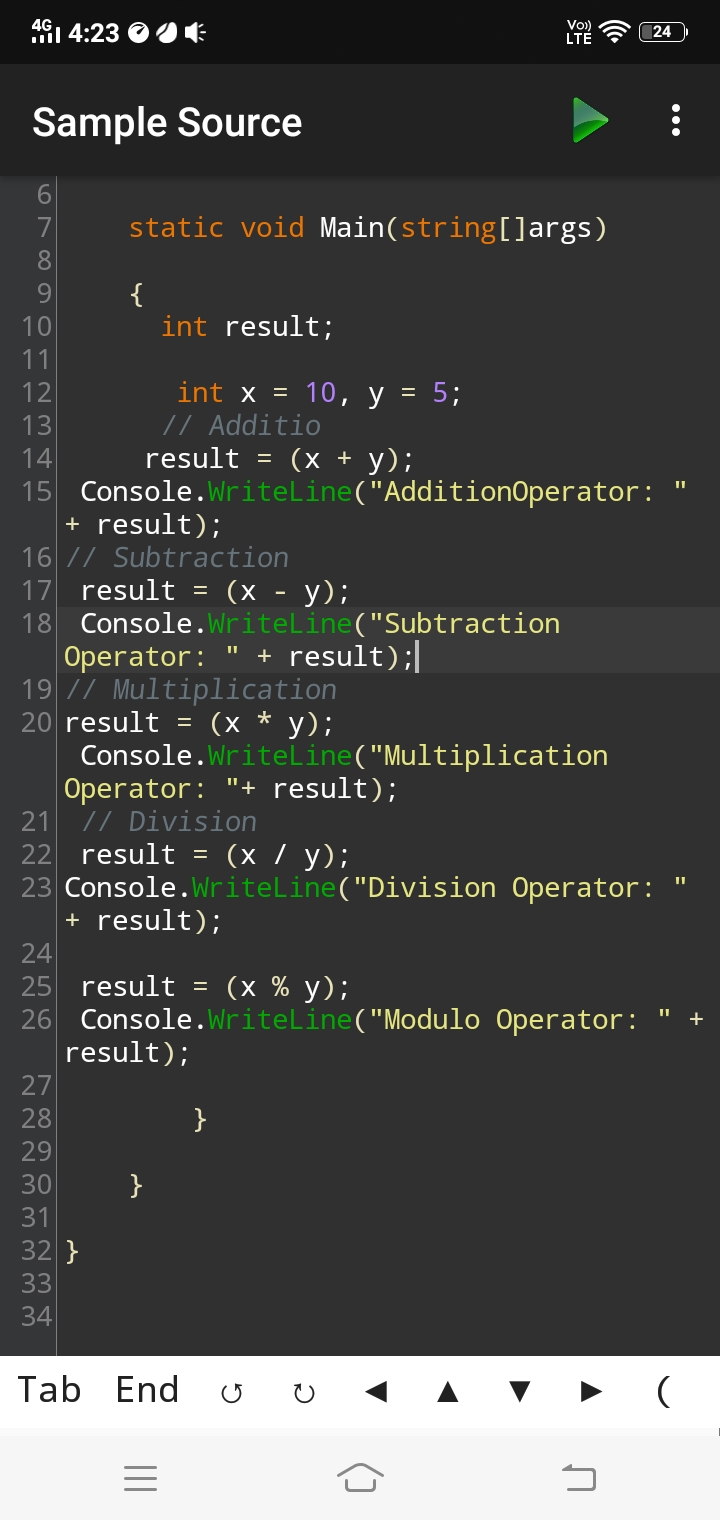 4G 4:23 Vo)) LTE 24
Sample Source
6
7 static void Main(string[]args)
8
9 {
10 int result;
11
12 int x = 10, y = 5;
13 // Additio
14 result = (x + y);
15 Console.WriteLine("AdditionOperator: "
+ result);
16 // Subtraction
17 result = (x - y);
18 Console.WriteLine("Subtraction
Operator: " + result);
19 // Multiplication
20 result = (x * y);
Console.WriteLine("Multiplication
Operator: "+ result);
21 // Division
22 result = (x / y);
23 Console.WriteLine("Division Operator: "
+ result);
24
25 result = (x % y);
26 Console.WriteLine("Modulo Operator: " +
result);
27
28 }
29
30 }
31
32 }
33
34
Tab End ↺ ↻ ◀ ▲ ▼ ▶ (